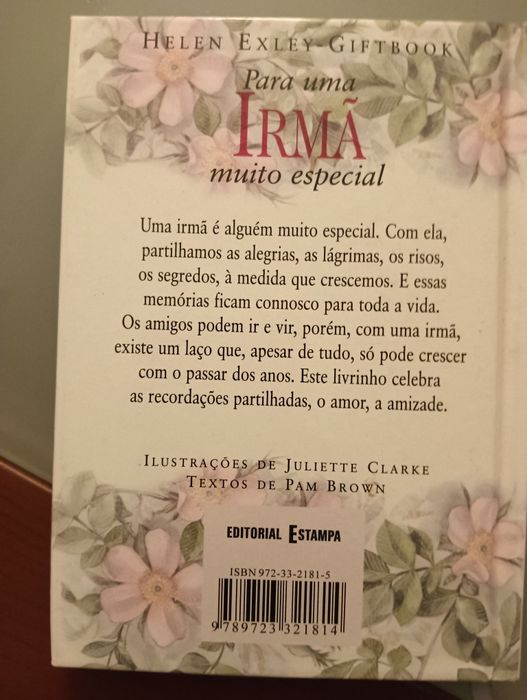 HELEN EXLEY-GIFTBOOK
Para uma
IRMÃ
muito especial
Uma irmã é alguém muito especial. Com ela,
partilhamos as alegrias, as lágrimas, os risos,
os segredos, à medida que crescemos. E essas
memórias ficam connosco para toda a vida.
Os amigos podem ir e vir, porém, com uma irmã,
existe um laço que, apesar de tudo, só pode crescer
com o passar dos anos. Este livrinho celebra
as recordações partilhadas, o amor, a amizade.
ILUSTRAÇÕES DE JULIETTE CLARKE
TEXTOS DE PAM BROWN
EDITORIAL ESTAMPA
ISBN 972-33-2181-5
9 789723 321814